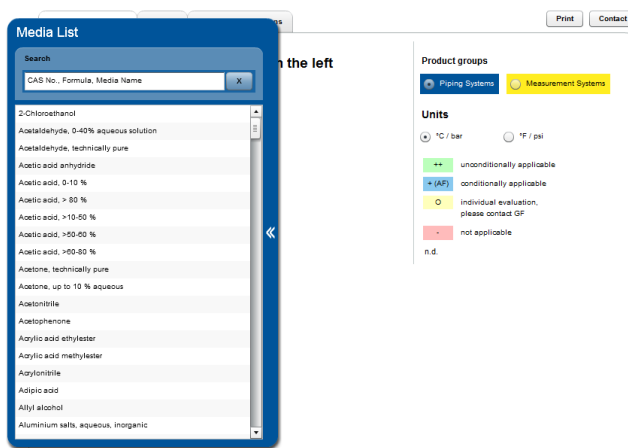 ns
Print
Contact
Media List
Search
CAS No., Formula, Media Name
X
2-Chloroethanol
Acetaldehyde, 0-40% aqueous solution
Acetaldehyde, technically pure
Acetic acid anhydride
Acetic acid, 0-10 %
Acetic acid, > 80 %
Acetic acid, >10-50 %
Acetic acid, >50-60 %
Acetic acid, >60-80 %
Acetone, technically pure
Acetone, up to 10 % aqueous
Acetonitrile
Acetophenone
Acrylic acid ethylester
Acrylic acid methylester
Acrylonitrile
Adipic acid
Allyl alcohol
Aluminium salts, aqueous, inorganic
n the left
Product groups
Piping Systems
Measurement Systems
Units
°C / bar
°F / psi
++ unconditionally applicable
+ (AF) conditionally applicable
O individual evaluation,
please contact GF
- not applicable
n.d.